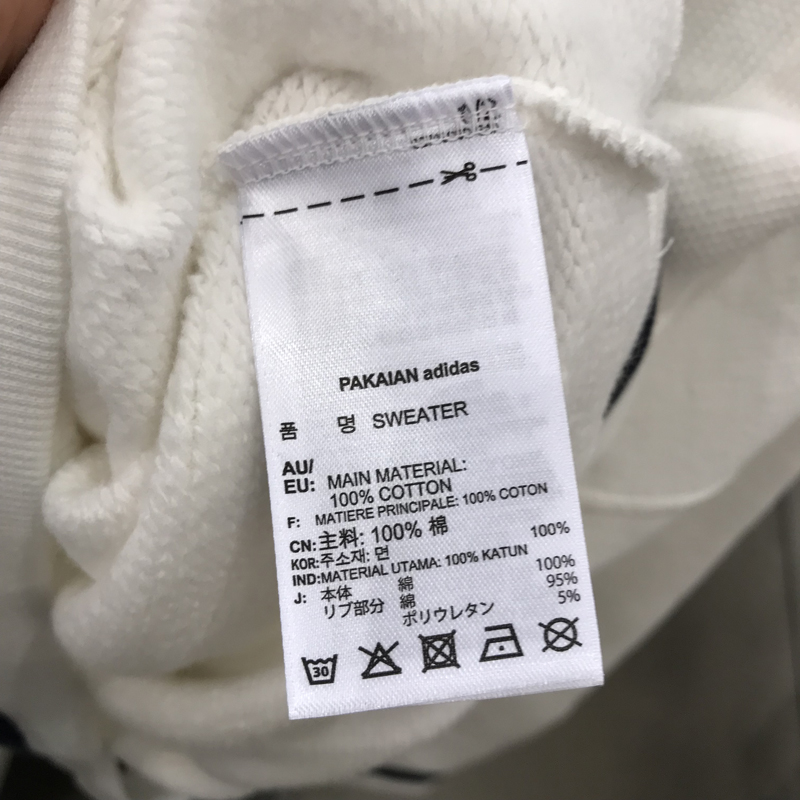 PAKAIAN adidas
품 명 SWEATER
AU/
EU: MAIN MATERIAL:
100% COTTON
F: MATIERE PRINCIPALE: 100% COTON
CN:主料: 100% 棉
KOR:주소재: 면 100%
IND:MATERIAL UTAMA: 100% KATUN
J: 本体 綿 100%
リブ部分 綿 95%
ポリウレタン 5%
30